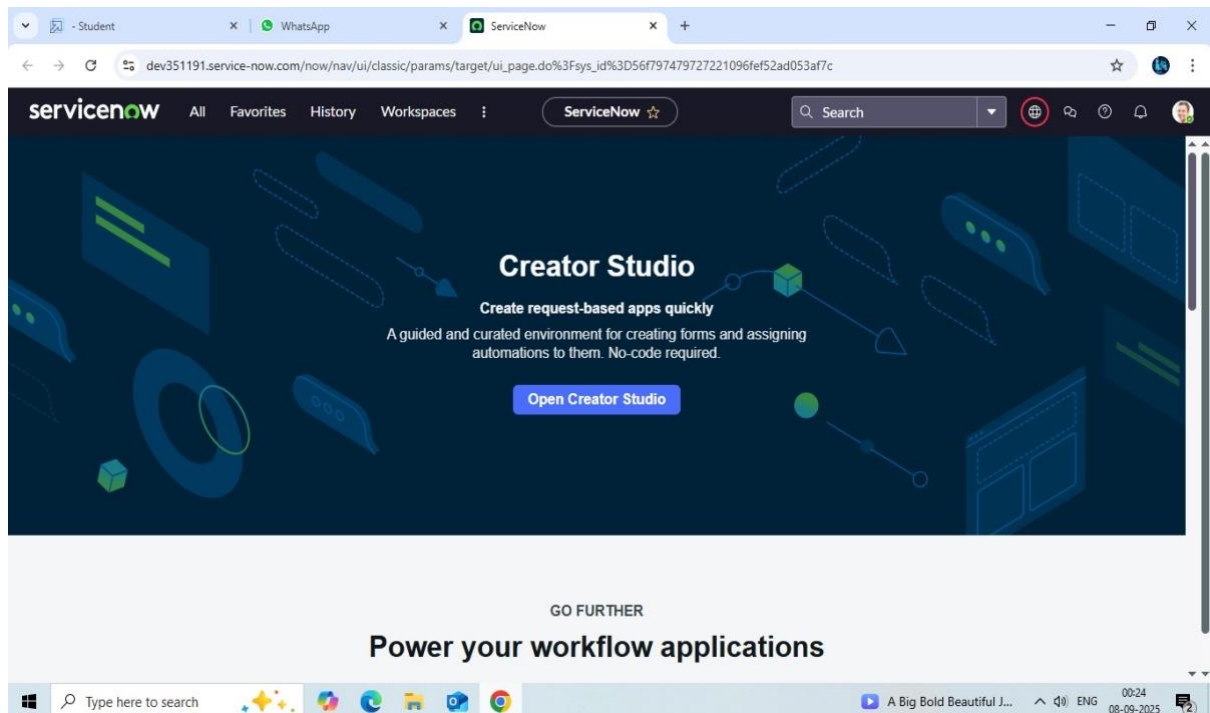 - Student
WhatsApp
ServiceNow
dev351191.service-now.com/now/nav/ui/classic/params/target/ui_page.do%3Fsys_id%3D56f797479727221096fef52ad053af7c
servicenow All Favorites History Workspaces ServiceNow Search
Creator Studio
Create request-based apps quickly
A guided and curated environment for creating forms and assigning
automations to them. No-code required.
Open Creator Studio
GO FURTHER
Power your workflow applications
Type here to search A Big Bold Beautiful J... ENG 00:24
08-09-2025 2